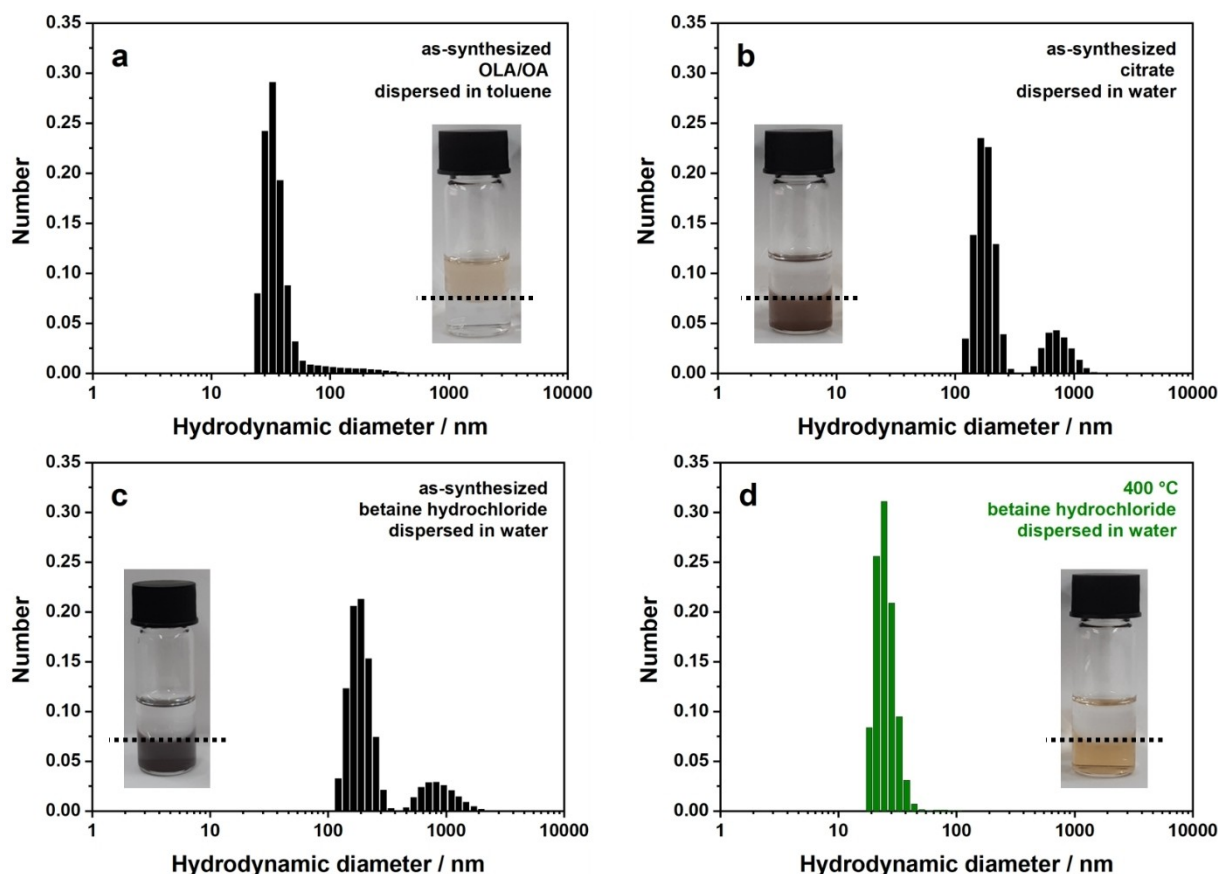 a
as-synthesized
OLA/OA
dispersed in toluene
0.35
0.30
0.25
0.20
0.15
0.10
0.05
0.00
Number
1
10
100
1000
10000
Hydrodynamic diameter / nm
b
as-synthesized
citrate
dispersed in water
0.35
0.30
0.25
0.20
0.15
0.10
0.05
0.00
Number
1
10
100
1000
10000
Hydrodynamic diameter / nm
c
as-synthesized
betaine hydrochloride
dispersed in water
0.35
0.30
0.25
0.20
0.15
0.10
0.05
0.00
Number
1
10
100
1000
10000
Hydrodynamic diameter / nm
d
400 °C
betaine hydrochloride
dispersed in water
0.35
0.30
0.25
0.20
0.15
0.10
0.05
0.00
Number
1
10
100
1000
10000
Hydrodynamic diameter / nm